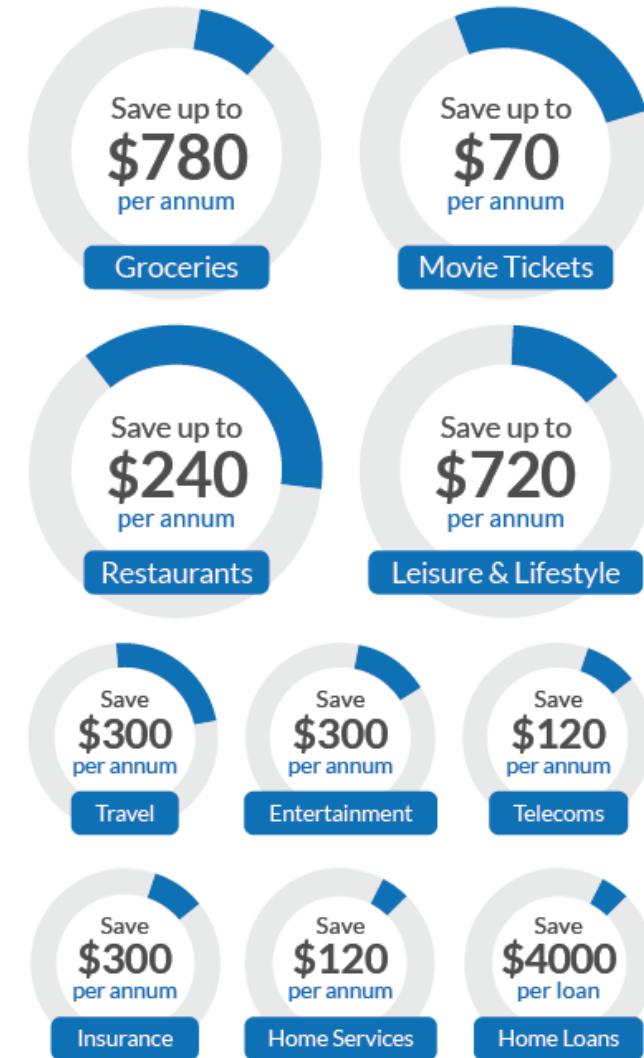 Save up to
$780
per annum
Groceries
Save up to
$70
per annum
Movie Tickets
Save up to
$240
per annum
Restaurants
Save up to
$720
per annum
Leisure & Lifestyle
Save
$300
per annum
Travel
Save
$300
per annum
Entertainment
Save
$120
per annum
Telecoms
Save
$300
per annum
Insurance
Save
$120
per annum
Home Services
Save
$4000
per loan
Home Loans